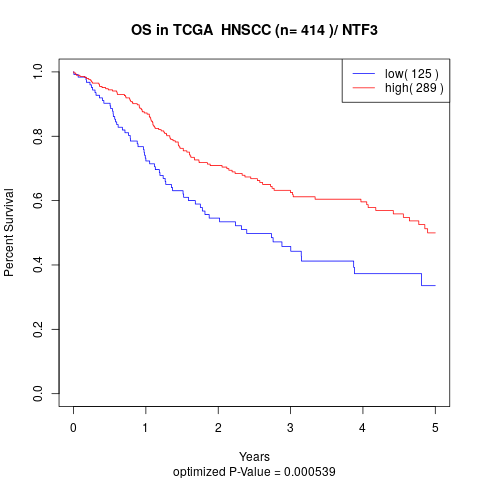 OS in TCGA HNSCC (n= 414 )/ NTF3
low( 125 )
high( 289 )
Percent Survival
1.0
0.8
0.6
0.4
0.2
0.0
0 1 2 3 4 5
Years
optimized P-Value = 0.000539